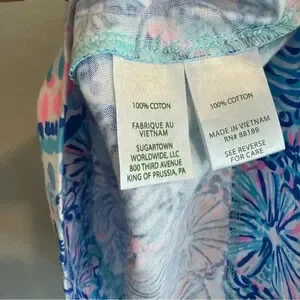 100% COTTON
FABRIQUE AU
VIETNAM
SUGARTOWN
WORLDWIDE, LLC
800 THIRD AVENUE
KING OF PRUSSIA, PA
100% COTTON
MADE IN VIETNAM
RN# 88189
SEE REVERSE
FOR CARE